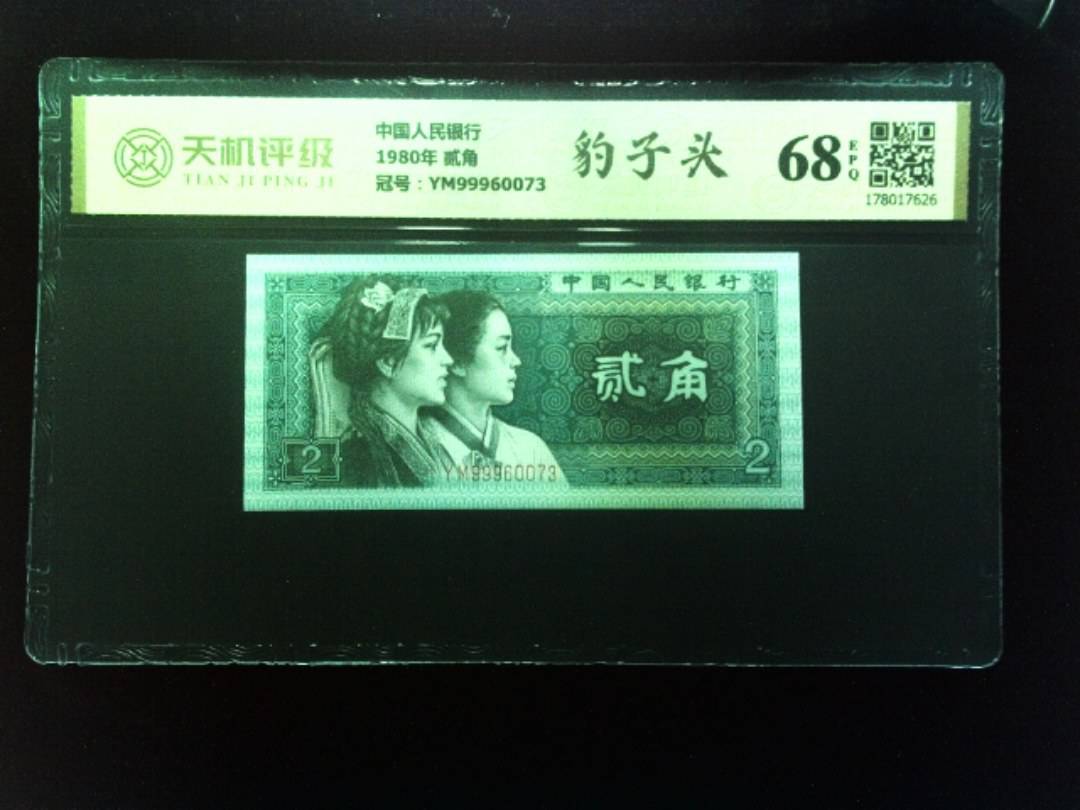 天机评级
TIAN JI PING JI
中国人民银行
1980年 贰角
冠号：YM99960073
豹子头
68
EPQ
178017626
中国人民银行
贰角
2
2
YM99960073